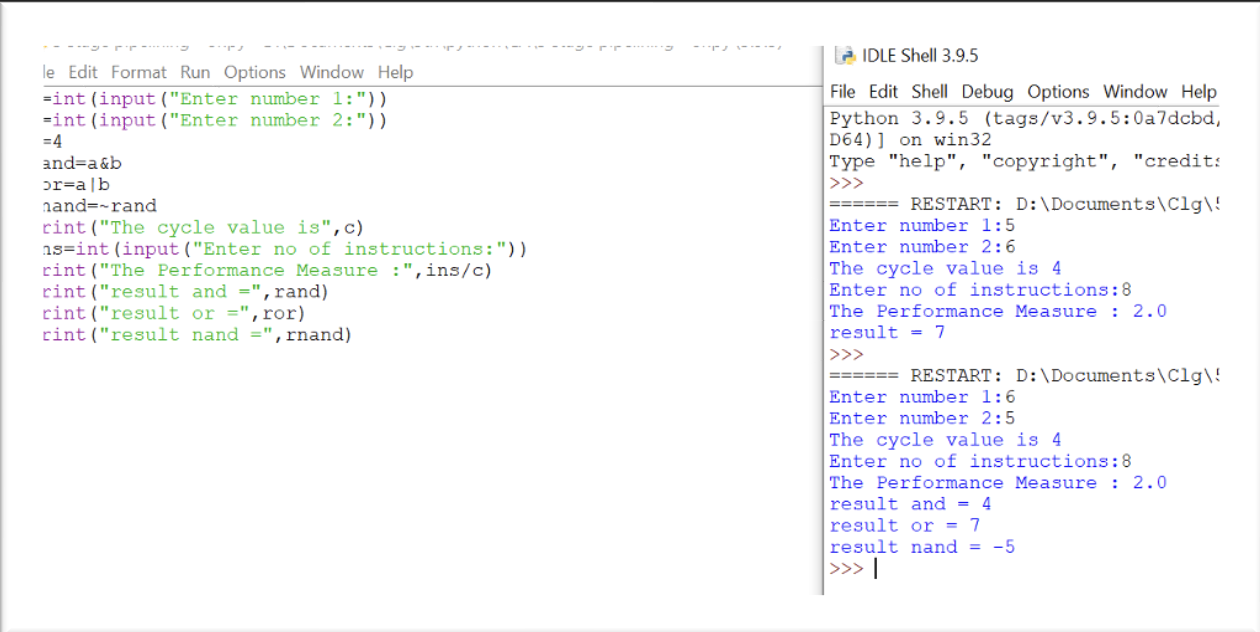 le Edit Format Run Options Window Help
=int(input("Enter number 1:"))
=int(input("Enter number 2:"))
=4
and=a&b
or=a|b
nand=~rand
rint("The cycle value is",c)
ns=int(input("Enter no of instructions:"))
rint("The Performance Measure :",ins/c)
rint("result and =",rand)
rint("result or =",ror)
rint("result nand =",rnand)
IDLE Shell 3.9.5
File Edit Shell Debug Options Window Help
Python 3.9.5 (tags/v3.9.5:0a7dcbd,
D64)] on win32
Type "help", "copyright", "credits
>>>
====== RESTART: D:\Documents\Clg\5
Enter number 1:5
Enter number 2:6
The cycle value is 4
Enter no of instructions:8
The Performance Measure : 2.0
result = 7
>>>
====== RESTART: D:\Documents\Clg\5
Enter number 1:6
Enter number 2:5
The cycle value is 4
Enter no of instructions:8
The Performance Measure : 2.0
result and = 4
result or = 7
result nand = -5
>>>